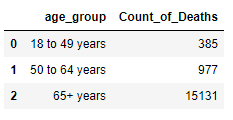 age_group Count_of_Deaths
0 18 to 49 years 385
1 50 to 64 years 977
2 65+ years 15131